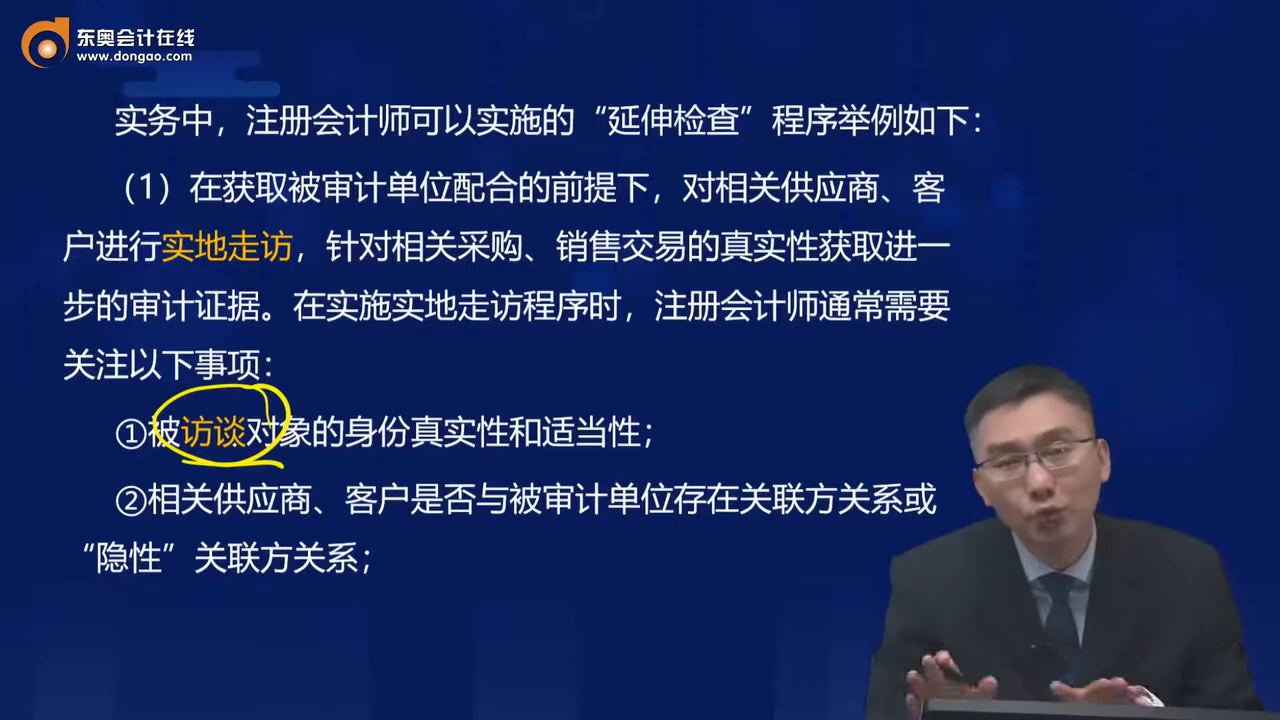 东奥会计在线
www.dongao.com
实务中，注册会计师可以实施的“延伸检查”程序举例如下：
（1）在获取被审计单位配合的前提下，对相关供应商、客
户进行实地走访，针对相关采购、销售交易的真实性获取进一
步的审计证据。在实施实地走访程序时，注册会计师通常需要
关注以下事项：
①被访谈对象的身份真实性和适当性；
②相关供应商、客户是否与被审计单位存在关联方关系或
“隐性”关联方关系；